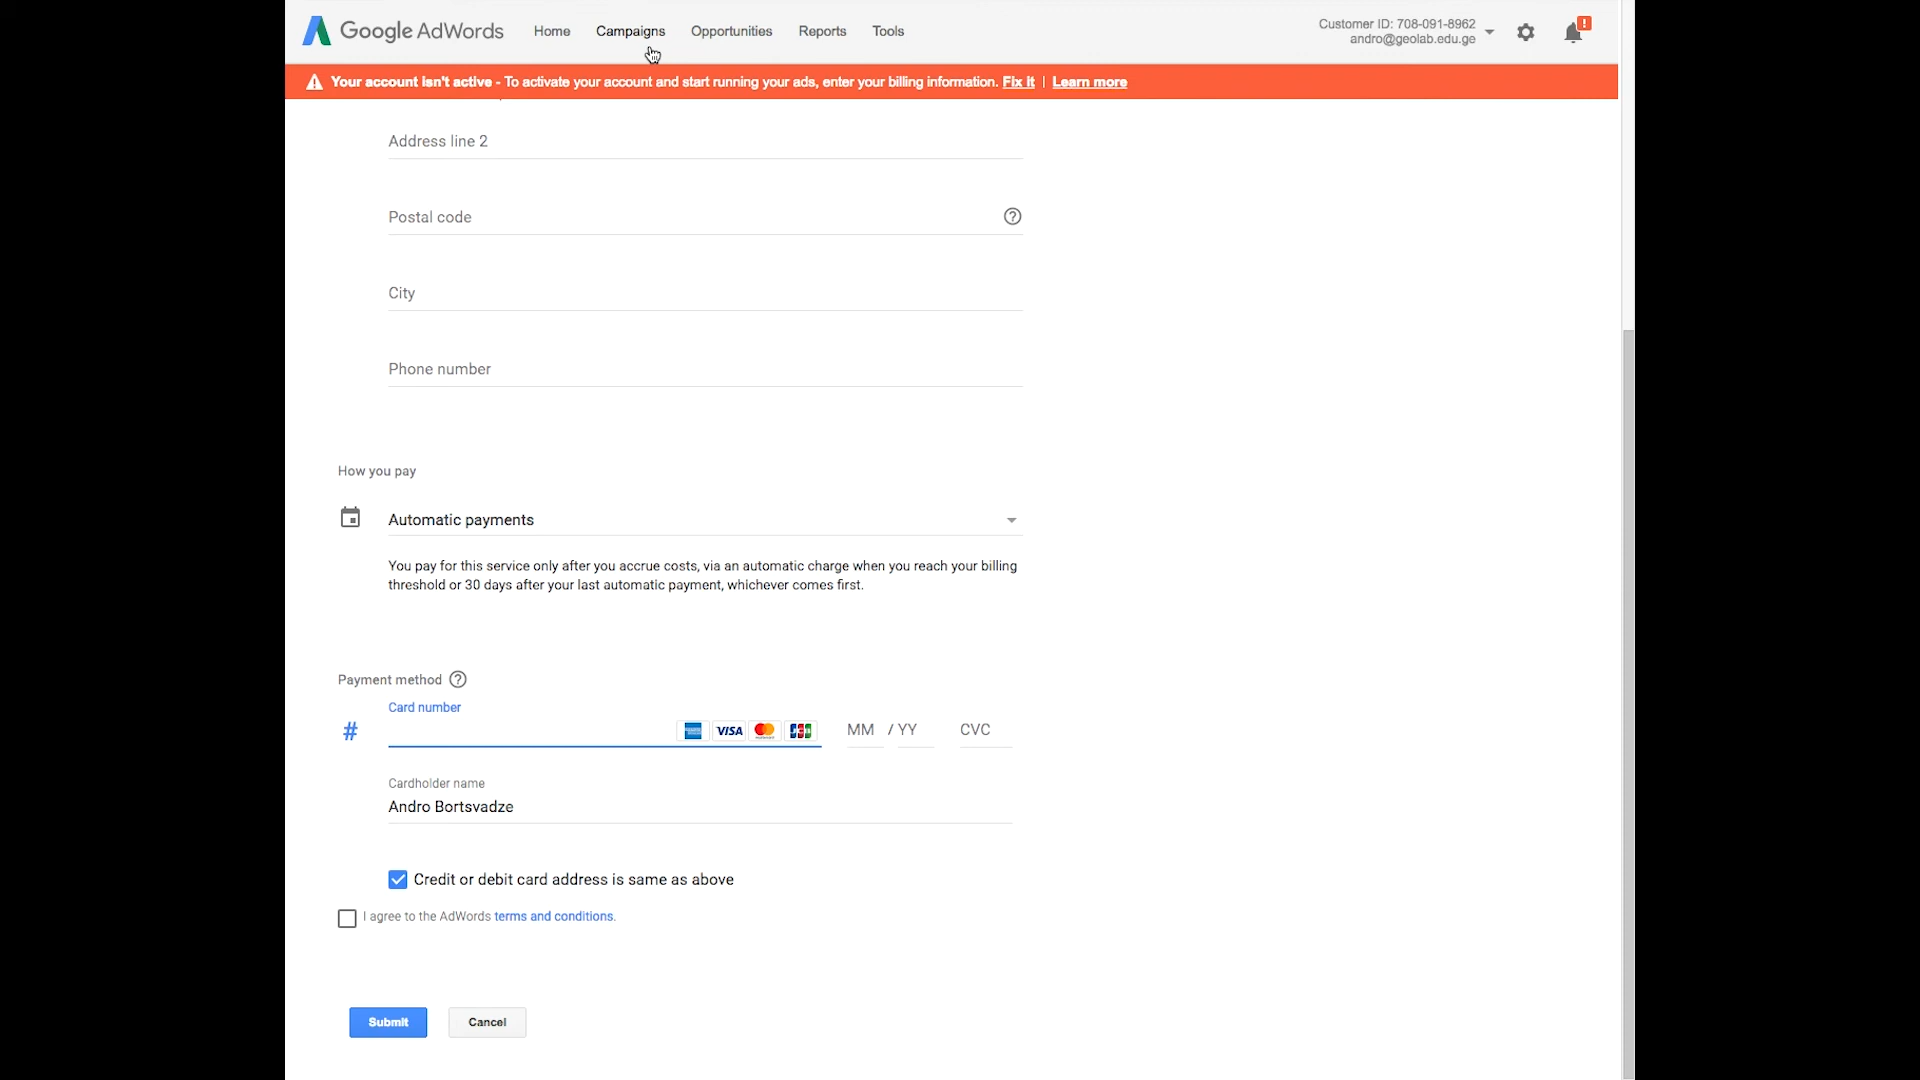 Google AdWords Home Campaigns Opportunities Reports Tools
Customer ID: 708-091-8962
andro@geolab.edu.ge
Your account isn't active - To activate your account and start running your ads, enter your billing information. Fix it | Learn more
Address line 2
Postal code
City
Phone number
How you pay
Automatic payments
You pay for this service only after you accrue costs, via an automatic charge when you reach your billing
threshold or 30 days after your last automatic payment, whichever comes first.
Payment method
Card number
# VISA JCB MM / YY CVC
Cardholder name
Andro Bortsvadze
Credit or debit card address is same as above
I agree to the AdWords terms and conditions.
Submit Cancel